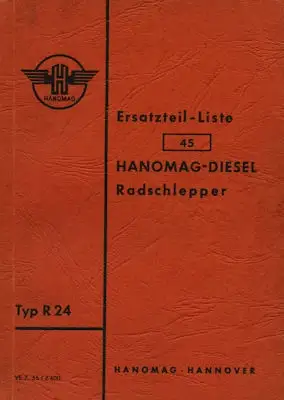 H
HANOMAG
Ersatzteil-Liste
45
HANOMAG-DIESEL
Radschlepper
Typ R 24
HANOMAG-HANNOVER